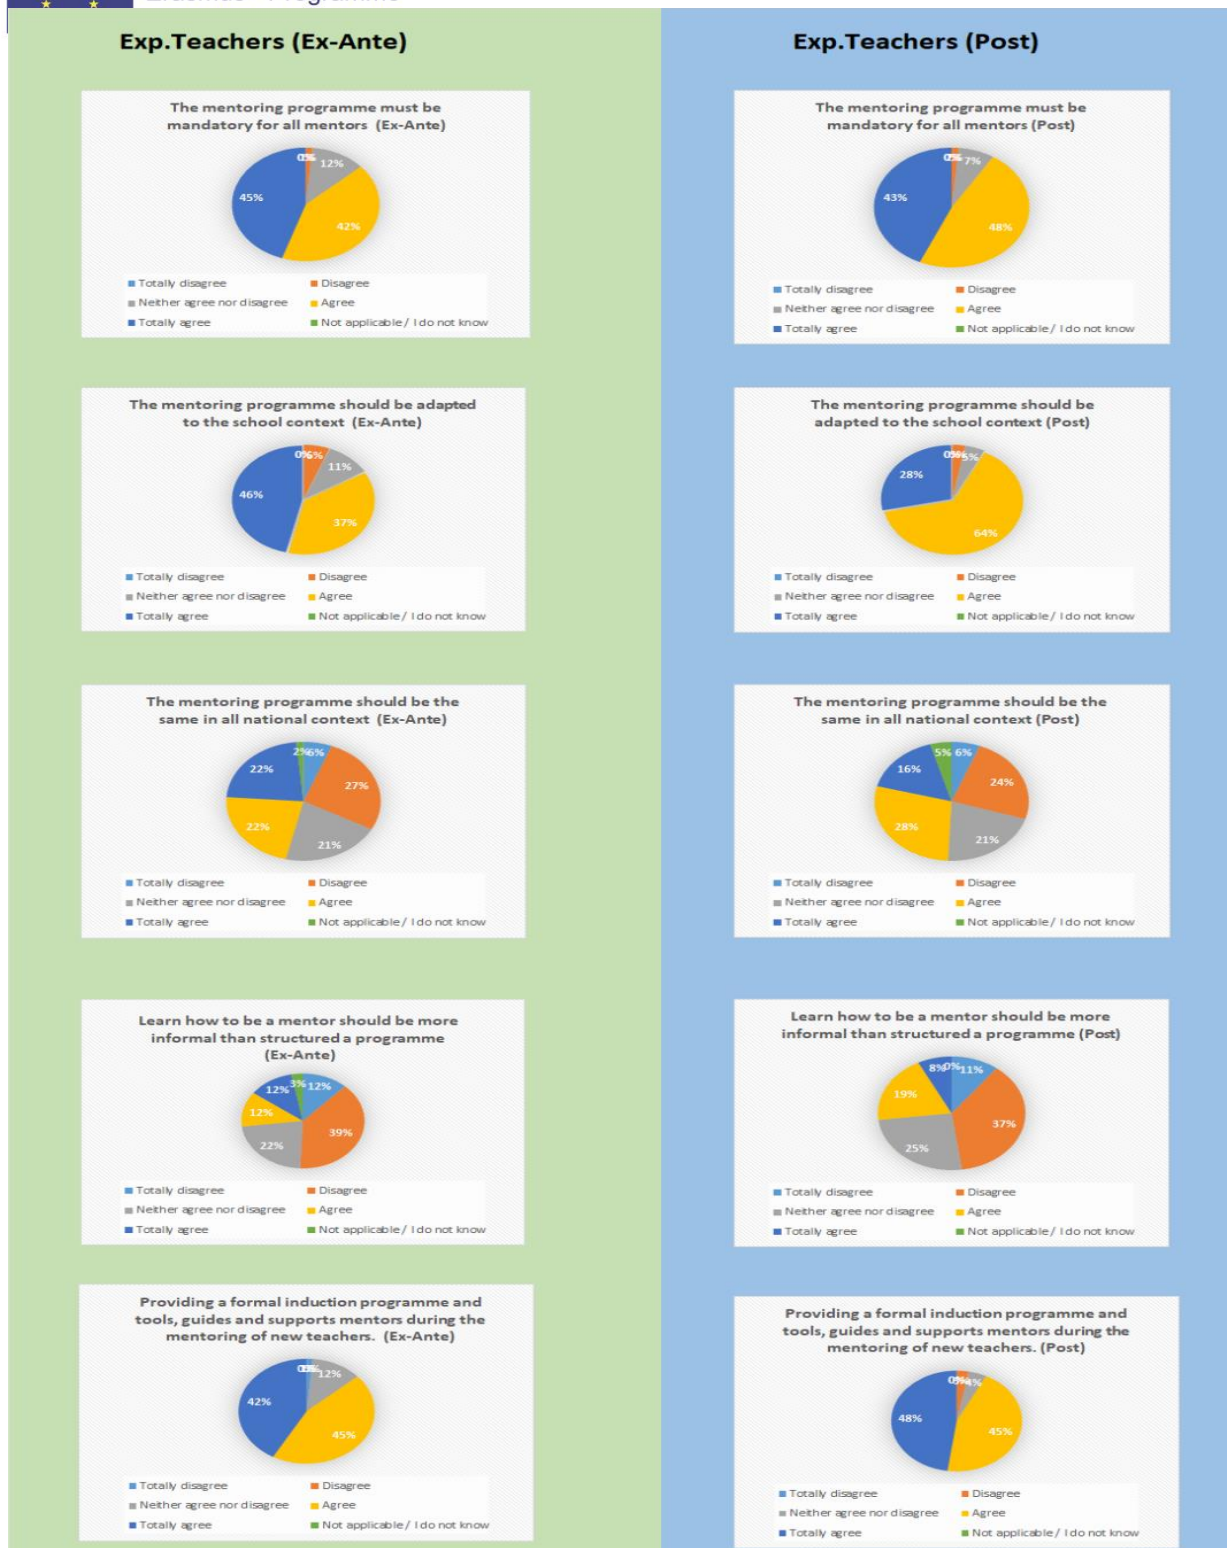 Exp.Teachers (Ex-Ante)
The mentoring programme must be
mandatory for all mentors (Ex-Ante)
12%
45%
42%
Totally disagree
Disagree
Neither agree nor disagree
Agree
Totally agree
Not applicable / I do not know
The mentoring programme should be adapted
to the school context (Ex-Ante)
11%
46%
37%
Totally disagree
Disagree
Neither agree nor disagree
Agree
Totally agree
Not applicable / I do not know
The mentoring programme should be the
same in all national context (Ex-Ante)
2% 6%
22%
27%
22%
21%
Totally disagree
Disagree
Neither agree nor disagree
Agree
Totally agree
Not applicable / I do not know
Learn how to be a mentor should be more
informal than structured a programme
(Ex-Ante)
3% 12%
12%
12%
39%
22%
Totally disagree
Disagree
Neither agree nor disagree
Agree
Totally agree
Not applicable / I do not know
Providing a formal induction programme and
tools, guides and supports mentors during the
mentoring of new teachers. (Ex-Ante)
12%
42%
45%
Totally disagree
Disagree
Neither agree nor disagree
Agree
Totally agree
Not applicable / I do not know
Exp.Teachers (Post)
The mentoring programme must be
mandatory for all mentors (Post)
7%
43%
48%
Totally disagree
Disagree
Neither agree nor disagree
Agree
Totally agree
Not applicable / I do not know
The mentoring programme should be
adapted to the school context (Post)
5%
28%
64%
Totally disagree
Disagree
Neither agree nor disagree
Agree
Totally agree
Not applicable / I do not know
The mentoring programme should be the
same in all national context (Post)
5% 6%
16%
24%
28%
21%
Totally disagree
Disagree
Neither agree nor disagree
Agree
Totally agree
Not applicable / I do not know
Learn how to be a mentor should be more
informal than structured a programme (Post)
8% 0% 11%
19%
37%
25%
Totally disagree
Disagree
Neither agree nor disagree
Agree
Totally agree
Not applicable / I do not know
Providing a formal induction programme and
tools, guides and supports mentors during the
mentoring of new teachers. (Post)
4%
48%
45%
Totally disagree
Disagree
Neither agree nor disagree
Agree
Totally agree
Not applicable / I do not know